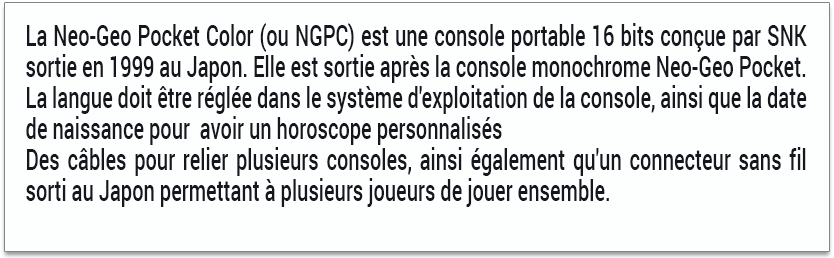 La Neo-Geo Pocket Color (ou NGPC) est une console portable 16 bits conçue par SNK
sortie en 1999 au Japon. Elle est sortie après la console monochrome Neo-Geo Pocket.
La langue doit être réglée dans le système d'exploitation de la console, ainsi que la date
de naissance pour  avoir un horoscope personnalisés
Des câbles pour relier plusieurs consoles, ainsi également qu'un connecteur sans fil
sorti au Japon permettant à plusieurs joueurs de jouer ensemble.